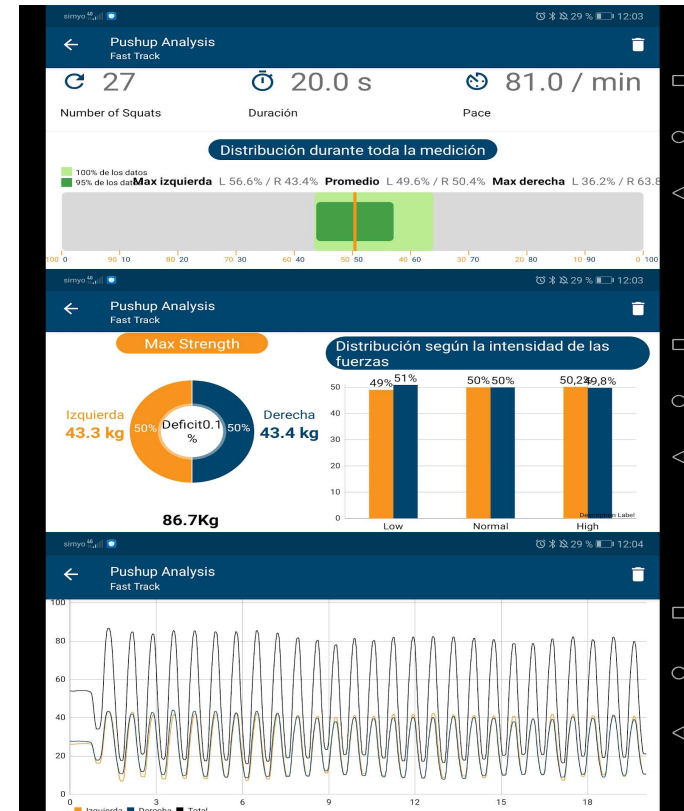 simyo 4G 29 % 12:03
Pushup Analysis
Fast Track
27 20.0 s 81.0 / min
Number of Squats Duración Pace
Distribución durante toda la medición
100% de los datos
95% de los datos Max izquierda L 56.6% / R 43.4% Promedio L 49.6% / R 50.4% Max derecha L 36.2% / R 63.8
100 0 90 10 80 20 70 30 60 40 50 50 40 60 30 70 20 80 10 90 0 100
simyo 4G 29 % 12:03
Pushup Analysis
Fast Track
Max Strength
Distribución según la intensidad de las
fuerzas
Izquierda
43.3 kg
50%
Deficit0.1
%
50%
Derecha
43.4 kg
86.7Kg
49% 51% 50% 50% 50,2% 49,8%
50
40
30
20
10
0
Description Label
Low Normal High
simyo 4G 29 % 12:04
Pushup Analysis
Fast Track
100
80
60
40
20
0
0 3 6 9 12 15 18
Izquierda Derecha Total